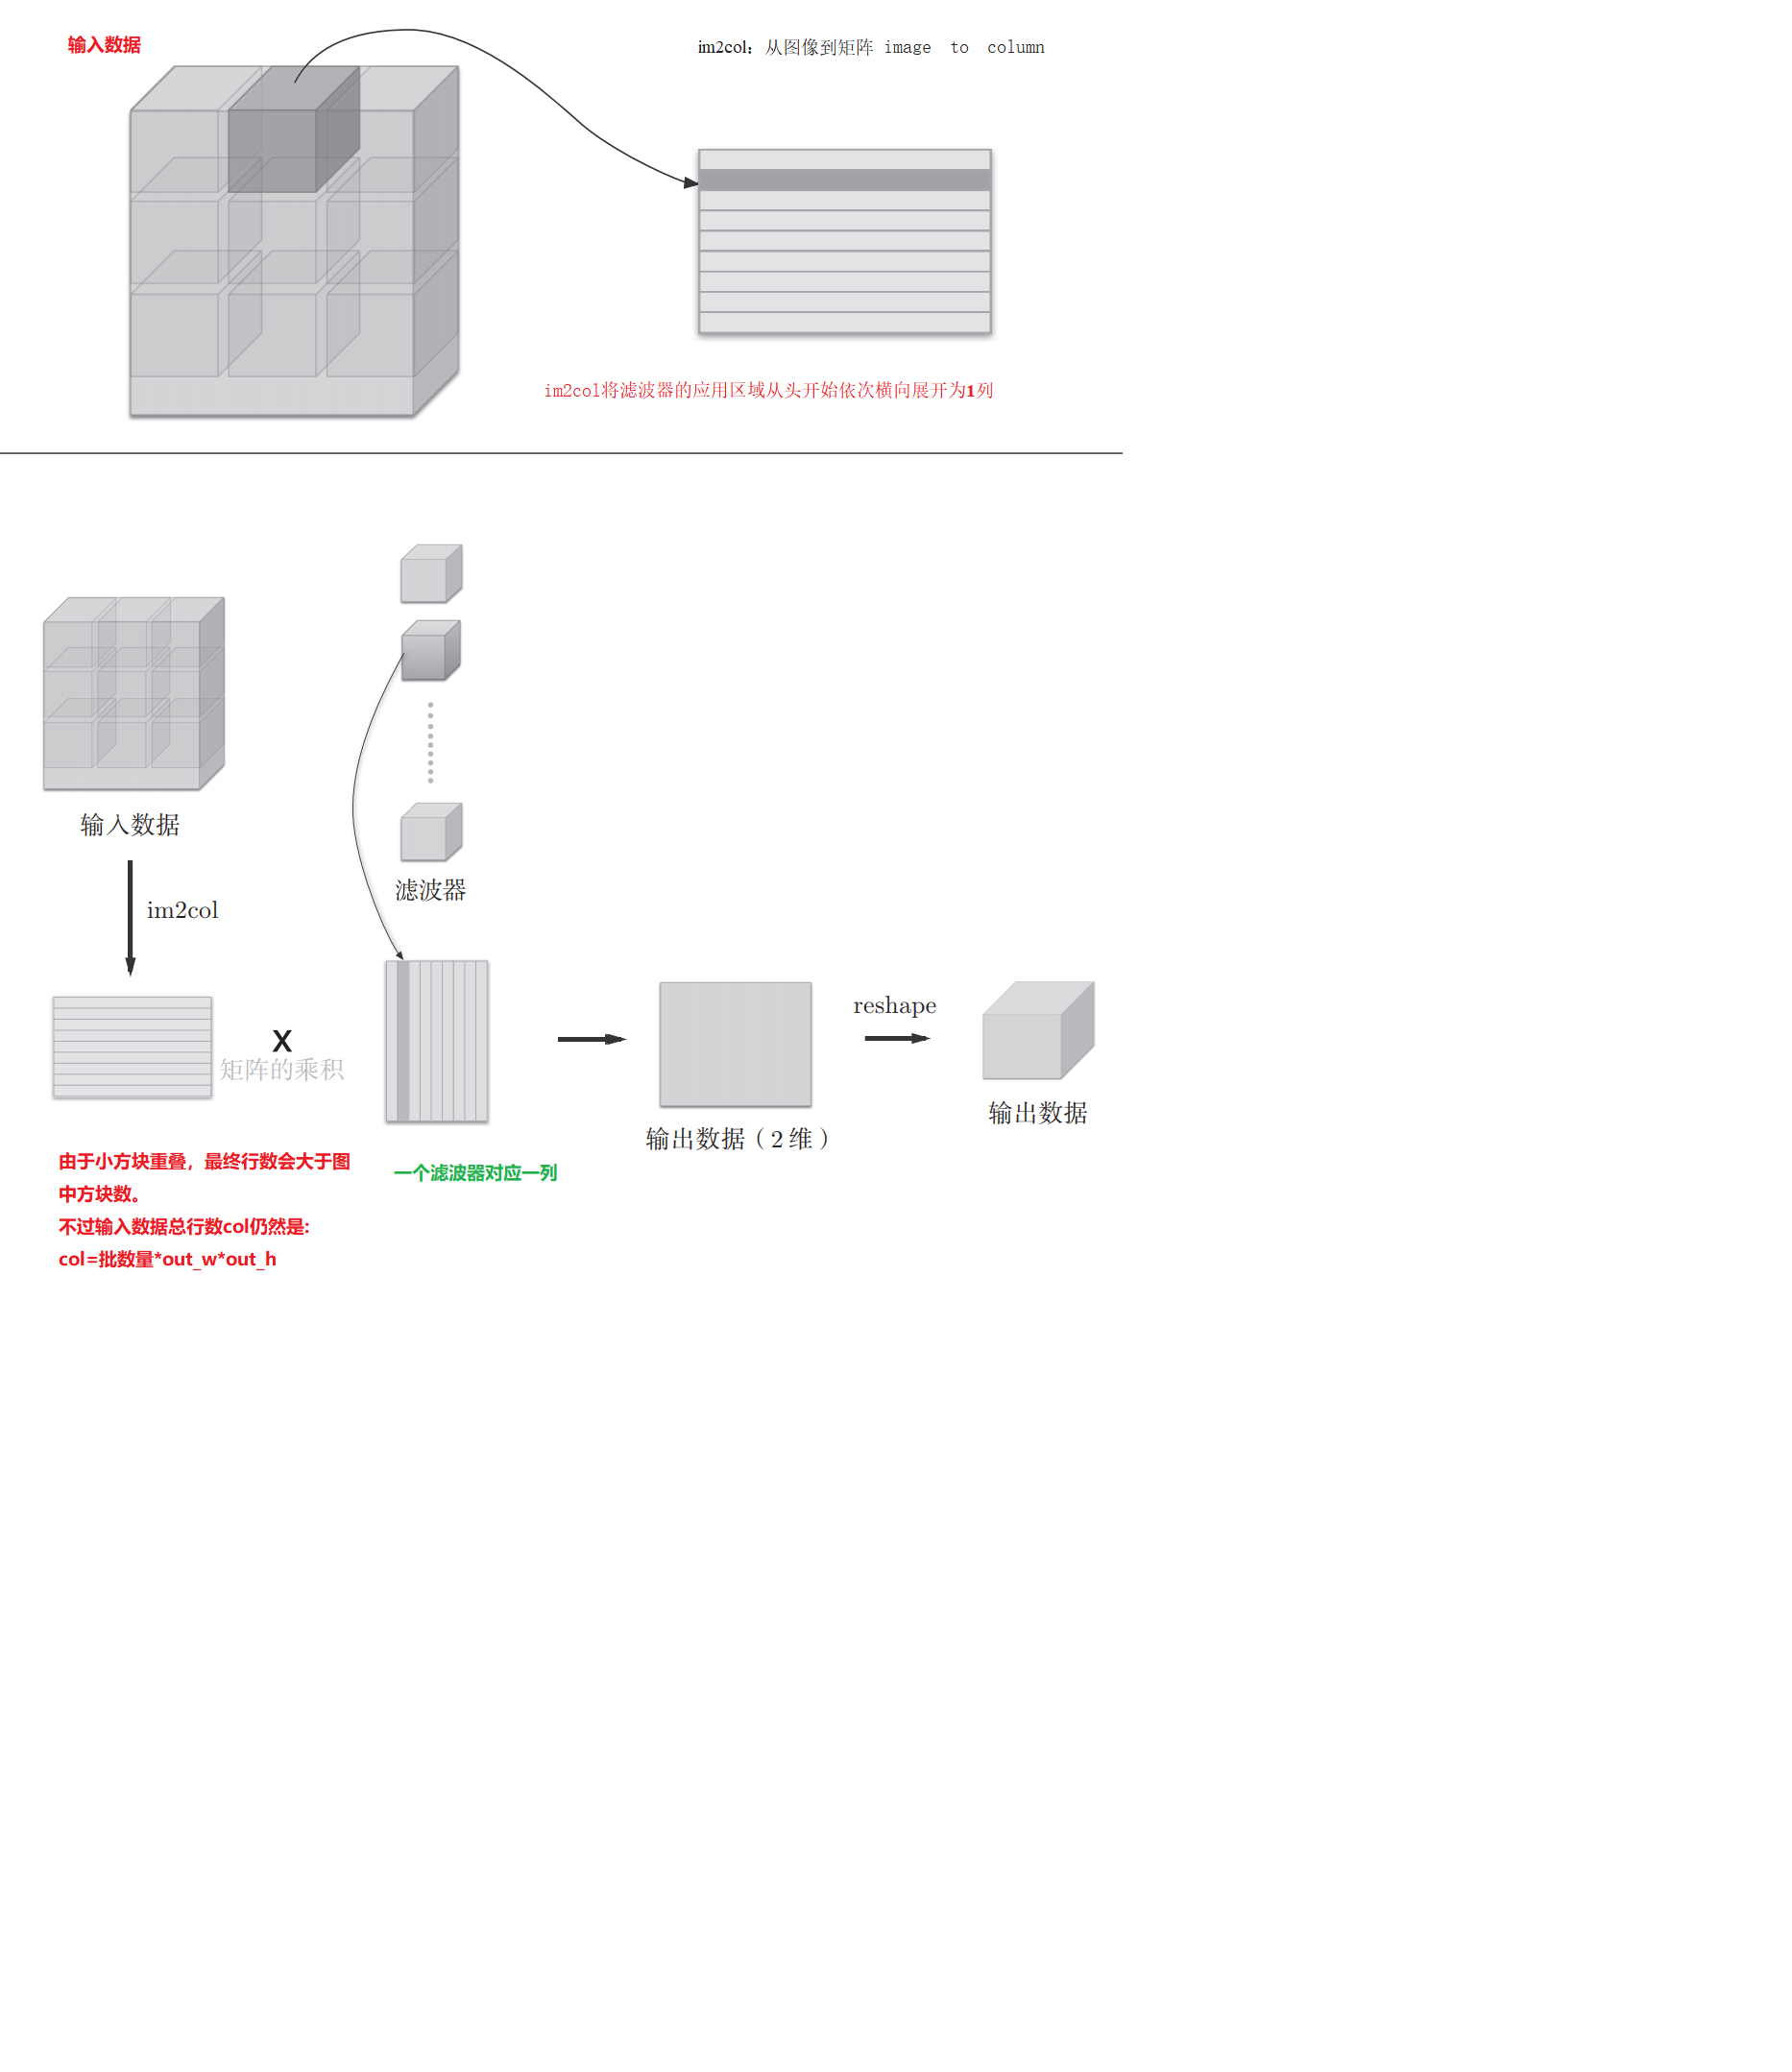 输入数据
im2col：从图像到矩阵 image to column
im2col将滤波器的应用区域从头开始依次横向展开为1列
输入数据
滤波器
im2col
reshape
X
矩阵的乘积
输出数据
输出数据（2 维）
由于小方块重叠，最终行数会大于图
中方块数。
不过输入数据总行数col仍然是:
col=批数量*out_w*out_h
一个滤波器对应一列